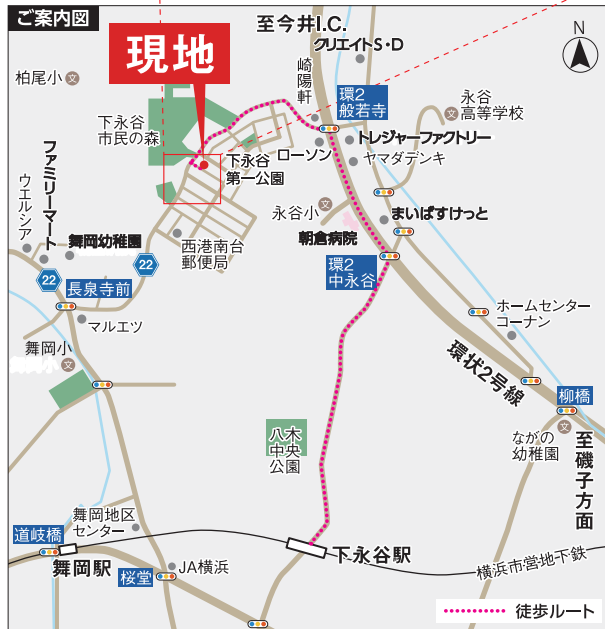 ご案内図
至今井I.C.
クリエイトS・D
N
現地
柏尾小
文
崎陽軒
環2
般若寺
文
永谷
高等学校
下永谷
市民の森
ローソン
トレジャーファクトリー
ヤマダデンキ
下永谷
第一公園
ファミリーマート
ウエルシア
永谷小
文
まいばすけっと
舞岡幼稚園
西港南台
郵便局
朝倉病院
22
22
環2
中永谷
長泉寺前
マルエツ
ホームセンター
コーナン
舞岡小
文
環状2号線
柳橋
八木
中央
公園
文
ながの
幼稚園
至磯子方面
舞岡地区
センター
道岐橋
舞岡駅
下永谷駅
JA横浜
桜堂
横浜市営地下鉄
徒歩ルート